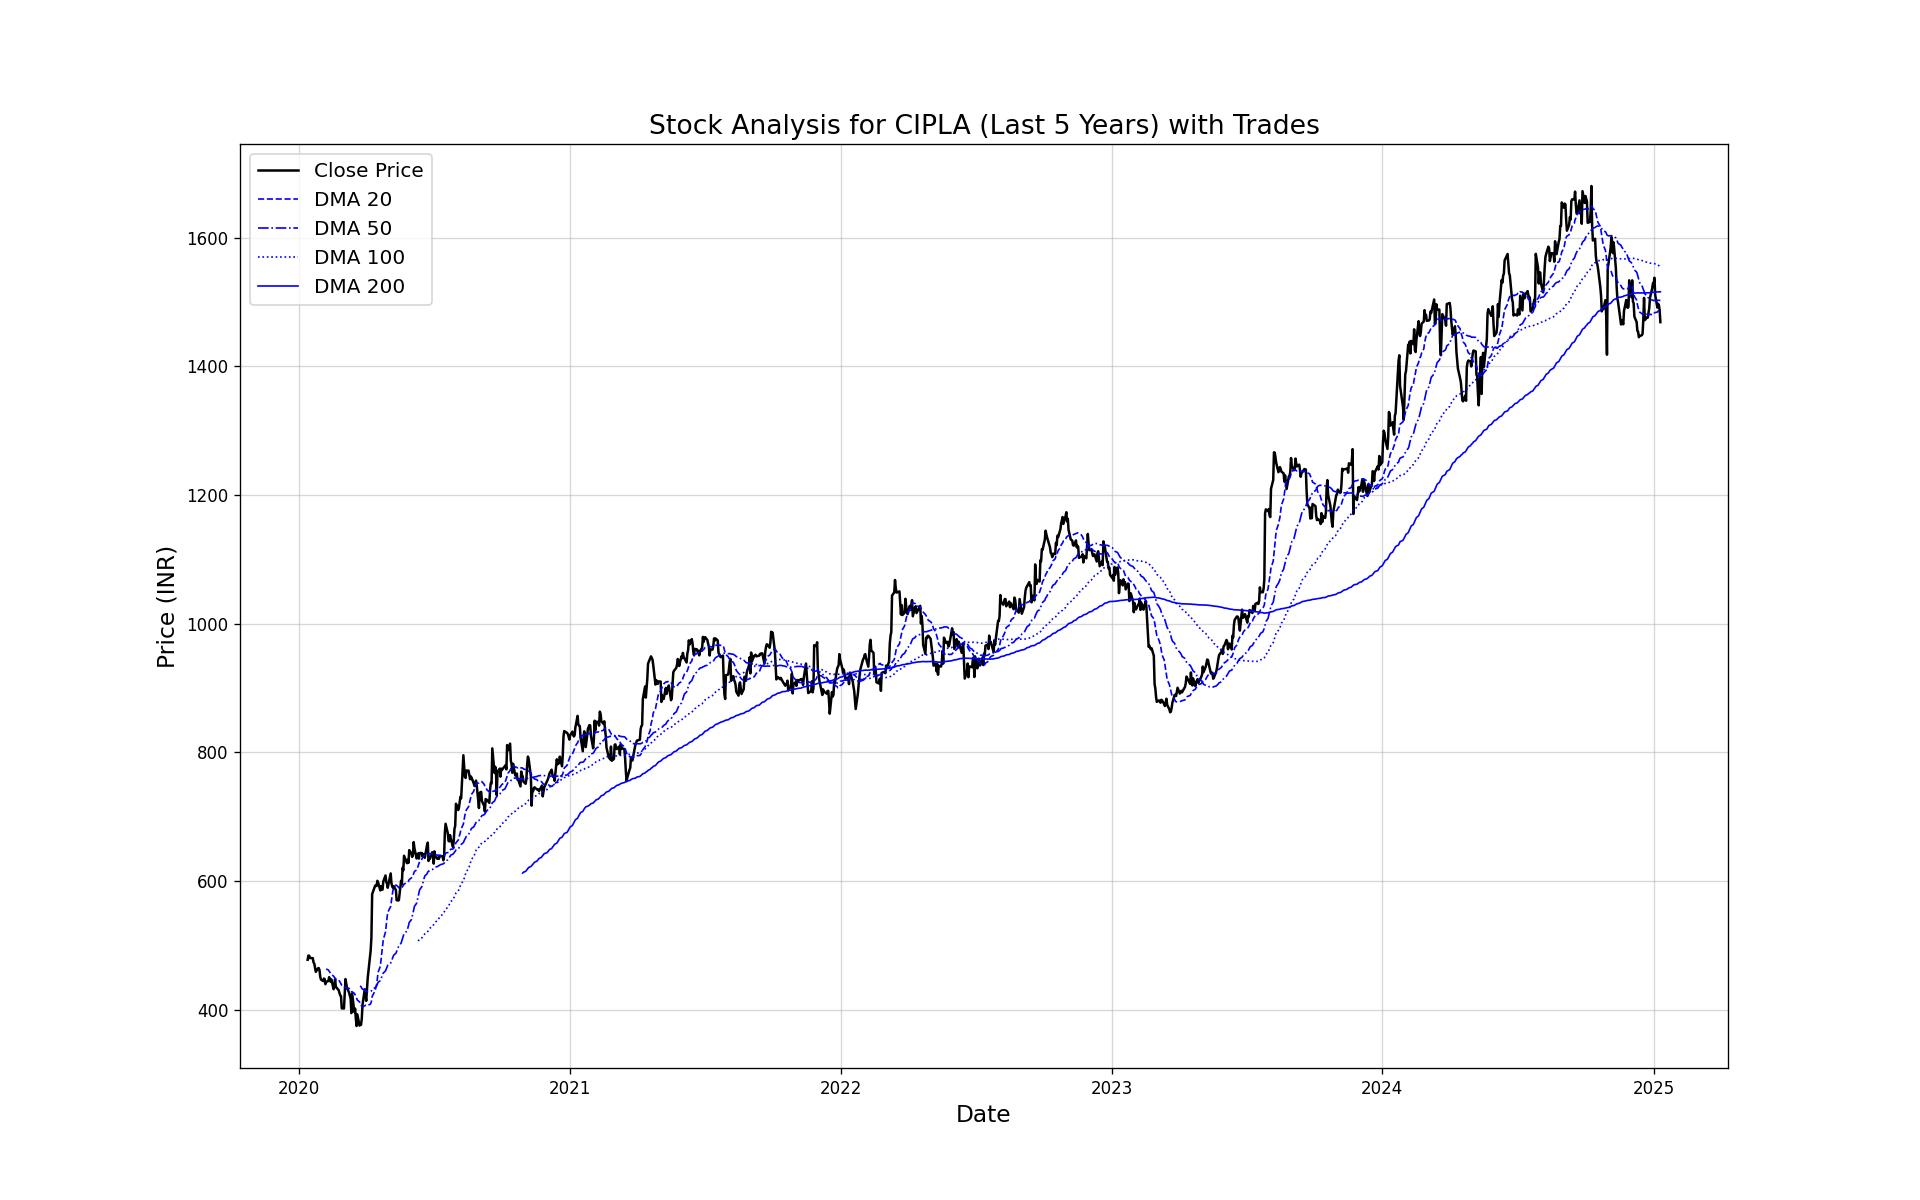 Stock Analysis for CIPLA (Last 5 Years) with Trades
Close Price
DMA 20
DMA 50
DMA 100
DMA 200
Price (INR)
1600
1400
1200
1000
800
600
400
2020 2021 2022 2023 2024 2025
Date